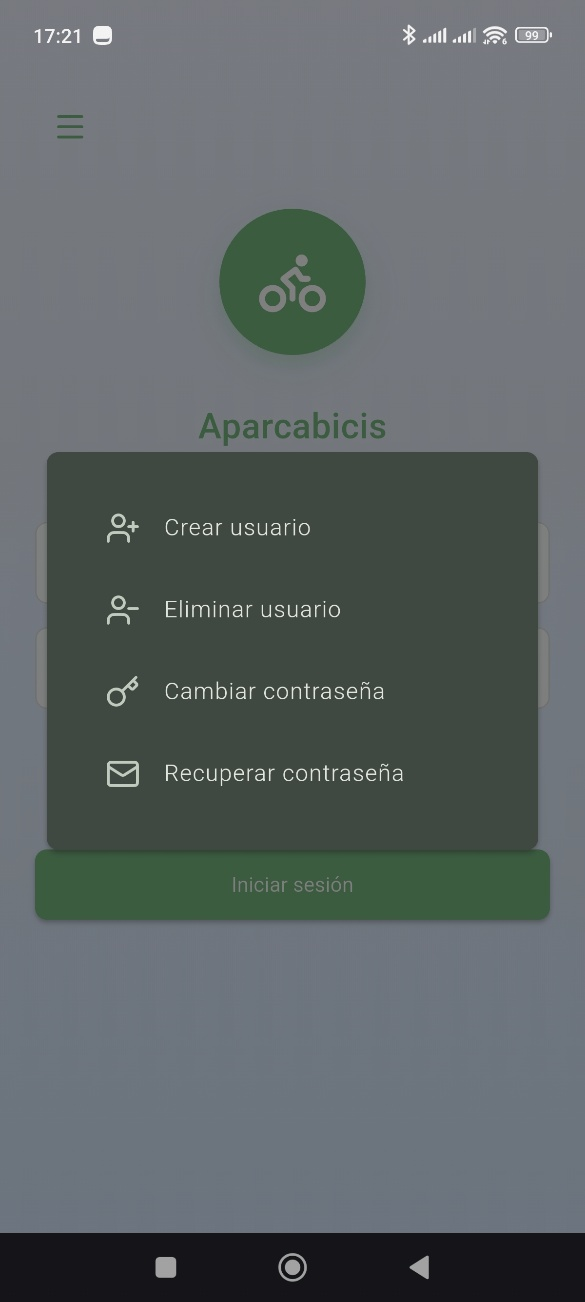 17:21
99
Aparcabicis
Crear usuario
Eliminar usuario
Cambiar contraseña
Recuperar contraseña
Iniciar sesión